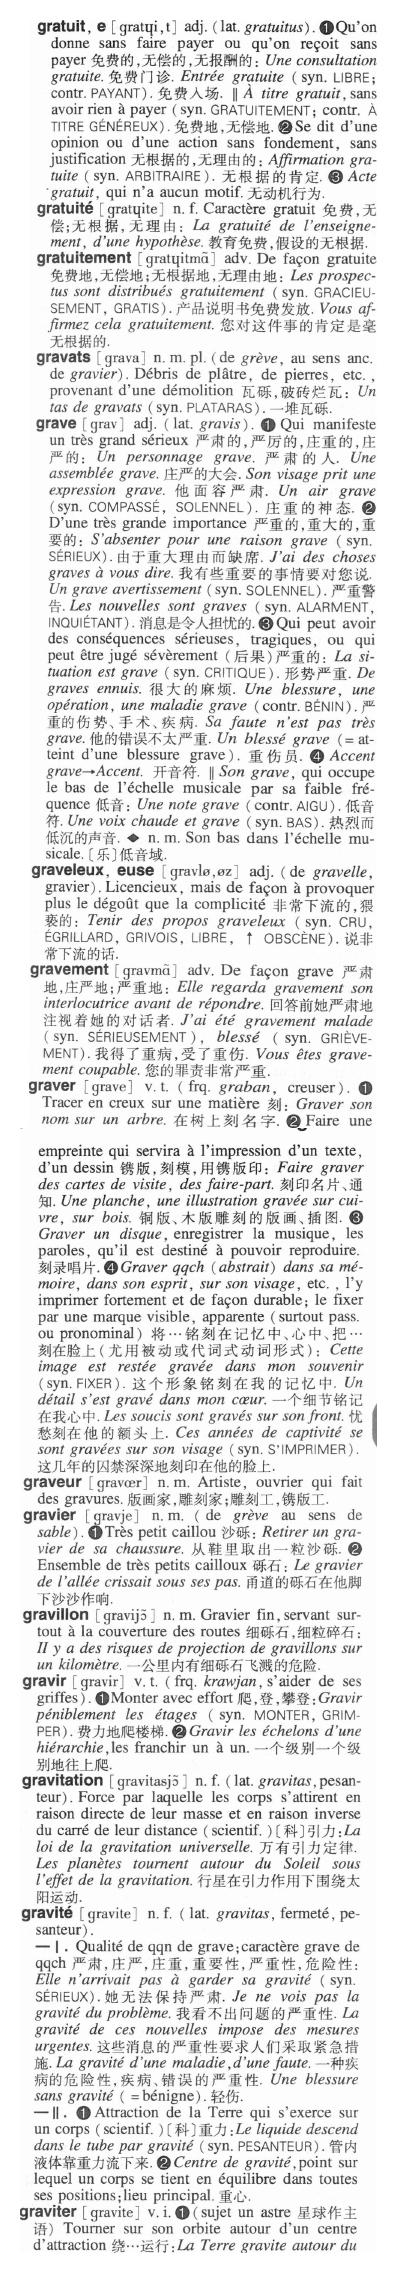 gratuit, e [gratɥi,t] adj. (lat. gratuitus). ❶Qu'on
donne sans faire payer ou qu'on reçoit sans
payer 免费的,无偿的,无报酬的: Une consultation
gratuite. 免费门诊. Entrée gratuite (syn. LIBRE;
contr. PAYANT). 免费入场. ‖ À titre gratuit, sans
avoir rien à payer (syn. GRATUITEMENT; contr. À
TITRE GÉNÉREUX). 免费地,无偿地. ❷Se dit d'une
opinion ou d'une action sans fondement, sans
justification 无根据的,无理由的: Affirmation gra-
tuite (syn. ARBITRAIRE). 无根据的肯定. ❸ Acte
gratuit, qui n'a aucun motif. 无动机行为.
gratuité [gratɥite] n. f. Caractère gratuit 免费,无
偿;无根据,无理由: La gratuité de l'enseigne-
ment, d'une hypothèse. 教育免费,假设的无根据.
gratuitement [gratɥitmɑ̃] adv. De façon gratuite
免费地,无偿地;无根据地,无理由地: Les prospec-
tus sont distribués gratuitement (syn. GRACIEU-
SEMENT, GRATIS). 产品说明书免费发放. Vous af-
firmez cela gratuitement. 您对这件事的肯定是毫
无根据的.
gravats [grava] n. m. pl. (de grève, au sens anc.
de gravier). Débris de plâtre, de pierres, etc.,
provenant d'une démolition 瓦砾,破砖烂瓦: Un
tas de gravats (syn. PLATARAS). 一堆瓦砾.
grave [grav] adj. (lat. gravis). ❶ Qui manifeste
un très grand sérieux 严肃的,严厉的,庄重的,庄
严的: Un personnage grave. 严肃的人. Une
assemblée grave. 庄严的大会. Son visage prit une
expression grave. 他面容严肃. Un air grave
(syn. COMPASSÉ, SOLENNEL). 庄重的神态. ❷
D'une très grande importance 严重的,重大的,重
要的: S'absenter pour une raison grave (syn.
SÉRIEUX). 由于重大理由而缺席. J'ai des choses
graves à vous dire. 我有些重要的事情要对您说.
Un grave avertissement (syn. SOLENNEL). 严重警
告. Les nouvelles sont graves (syn. ALARMENT,
INQUIÉTANT). 消息是令人担忧的. ❸Qui peut avoir
des conséquences sérieuses, tragiques, ou qui
peut être jugé sévèrement (后果)严重的: La si-
tuation est grave (syn. CRITIQUE). 形势严重. De
graves ennuis. 很大的麻烦. Une blessure, une
opération, une maladie grave (contr. BÉNIN). 严
重的伤势、手术、疾病. Sa faute n'est pas très
grave. 他的错误不太严重. Un blessé grave (= at-
teint d'une blessure grave). 重伤员. ❹ Accent
grave→Accent. 开音符. ‖ Son grave, qui occupe
le bas de l'échelle musicale par sa faible fré-
quence 低音: Une note grave (contr. AIGU). 低音
符. Une voix chaude et grave (syn. BAS). 热烈而
低沉的声音. ◆ n. m. Son bas dans l'échelle mu-
sicale. [乐]低音域.
graveleux, euse [gravlø,øz] adj. (de gravelle,
gravier). Licencieux, mais de façon à provoquer
plus le dégoût que la complicité 非常下流的,猥
亵的: Tenir des propos graveleux (syn. CRU,
ÉGRILLARD, GRIVOIS, LIBRE, ↑ OBSCÈNE). 说非
常下流的话.
gravement [gravmɑ̃] adv. De façon grave 严肃
地,庄严地;严重地: Elle regarda gravement son
interlocutrice avant de répondre. 回答前她严肃地
注视着她的对话者. J'ai été gravement malade
(syn. SÉRIEUSEMENT), blessé (syn. GRIÈVE-
MENT). 我得了重病,受了重伤. Vous êtes grave-
ment coupable. 您的罪责非常严重.
graver [grave] v. t. (frq. graban, creuser). ❶
Tracer en creux sur une matière 刻: Graver son
nom sur un arbre. 在树上刻名字. ❷Faire une
empreinte qui servira à l'impression d'un texte,
d'un dessin 镌版,刻模,用镌版印: Faire graver
des cartes de visite, des faire-part. 刻印名片、通
知. Une planche, une illustration gravée sur cui-
vre, sur bois. 铜版、木版雕刻的版画、插图. ❸
Graver un disque, enregistrer la musique, les
paroles, qu'il est destiné à pouvoir reproduire.
刻录唱片. ❹Graver qqch (abstrait) dans sa mé-
moire, dans son esprit, sur son visage, etc., l'y
imprimer fortement et de façon durable; le fixer
par une marque visible, apparente (surtout pass.
ou pronominal) 将…铭刻在记忆中、心中、把…
刻在脸上(尤用被动或代词式动词形式): Cette
image est restée gravée dans mon souvenir
(syn. FIXER). 这个形象铭刻在我的记忆中. Un
détail s'est gravé dans mon cœur. 一个细节铭记
在我心中. Les soucis sont gravés sur son front. 忧
愁刻在他的额头上. Ces années de captivité se
sont gravées sur son visage (syn. S'IMPRIMER).
这几年的囚禁深深地刻印在他的脸上.
graveur [gravœr] n. m. Artiste, ouvrier qui fait
des gravures. 版画家,雕刻家;雕刻工,镌版工.
gravier [gravje] n. m. (de grève au sens de
sable). ❶Très petit caillou 沙砾: Retirer un gra-
vier de sa chaussure. 从鞋里取出一粒沙砾. ❷
Ensemble de très petits cailloux 砾石: Le gravier
de l'allée crissait sous ses pas. 甬道的砾石在他脚
下沙沙作响.
gravillon [gravijɔ̃] n. m. Gravier fin, servant sur-
tout à la couverture des routes 细砾石,细粒碎石:
Il y a des risques de projection de gravillons sur
un kilomètre. 一公里内有细砾石飞溅的危险.
gravir [gravir] v. t. (frq. krawjan, s'aider de ses
griffes). ❶Monter avec effort 爬,登,攀登:Gravir
péniblement les étages (syn. MONTER, GRIM-
PER). 费力地爬楼梯. ❷Gravir les échelons d'une
hiérarchie,les franchir un à un. 一个级别一个级
别地往上爬.
gravitation [gravitasjɔ̃] n. f. (lat. gravitas, pesan-
teur). Force par laquelle les corps s'attirent en
raison directe de leur masse et en raison inverse
du carré de leur distance (scientif.)[科]引力:La
loi de la gravitation universelle. 万有引力定律.
Les planètes tournent autour du Soleil sous
l'effet de la gravitation. 行星在引力作用下围绕太
阳运动.
gravité [gravite] n. f. (lat. gravitas, fermeté, pe-
santeur).
— Ⅰ. Qualité de qqn de grave;caractère grave de
qqch 严肃,庄严,庄重,重要性,严重性,危险性:
Elle n'arrivait pas à garder sa gravité (syn.
SÉRIEUX). 她无法保持严肃. Je ne vois pas la
gravité du problème. 我看不出问题的严重性. La
gravité de ces nouvelles impose des mesures
urgentes. 这些消息的严重性要求人们采取紧急措
施. La gravité d'une maladie,d'une faute. 一种疾
病的危险性,疾病、错误的严重性. Une blessure
sans gravité (=bénigne). 轻伤.
— Ⅱ. ❶Attraction de la Terre qui s'exerce sur
un corps (scientif.)[科]重力:Le liquide descend
dans le tube par gravité (syn. PESANTEUR). 管内
液体靠重力流下来. ❷Centre de gravité,point sur
lequel un corps se tient en équilibre dans toutes
ses positions;lieu principal. 重心.
graviter [gravite] v. i. ❶(sujet un astre 星球作主
语) Tourner sur son orbite autour d'un centre
d'attraction 绕…运行:La Terre gravite autour du